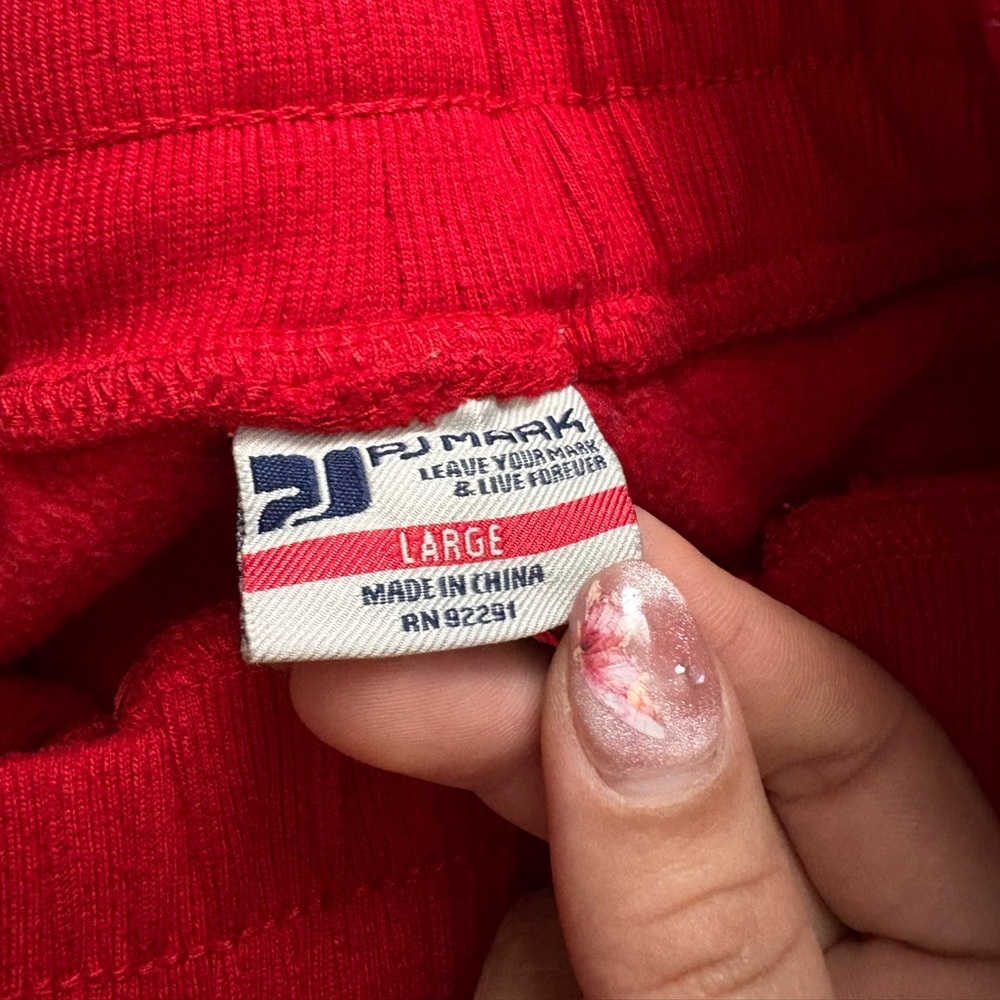 PJ MARK
LEAVE YOUR MARK
& LIVE FOREVER
LARGE
MADE IN CHINA
RN 92291